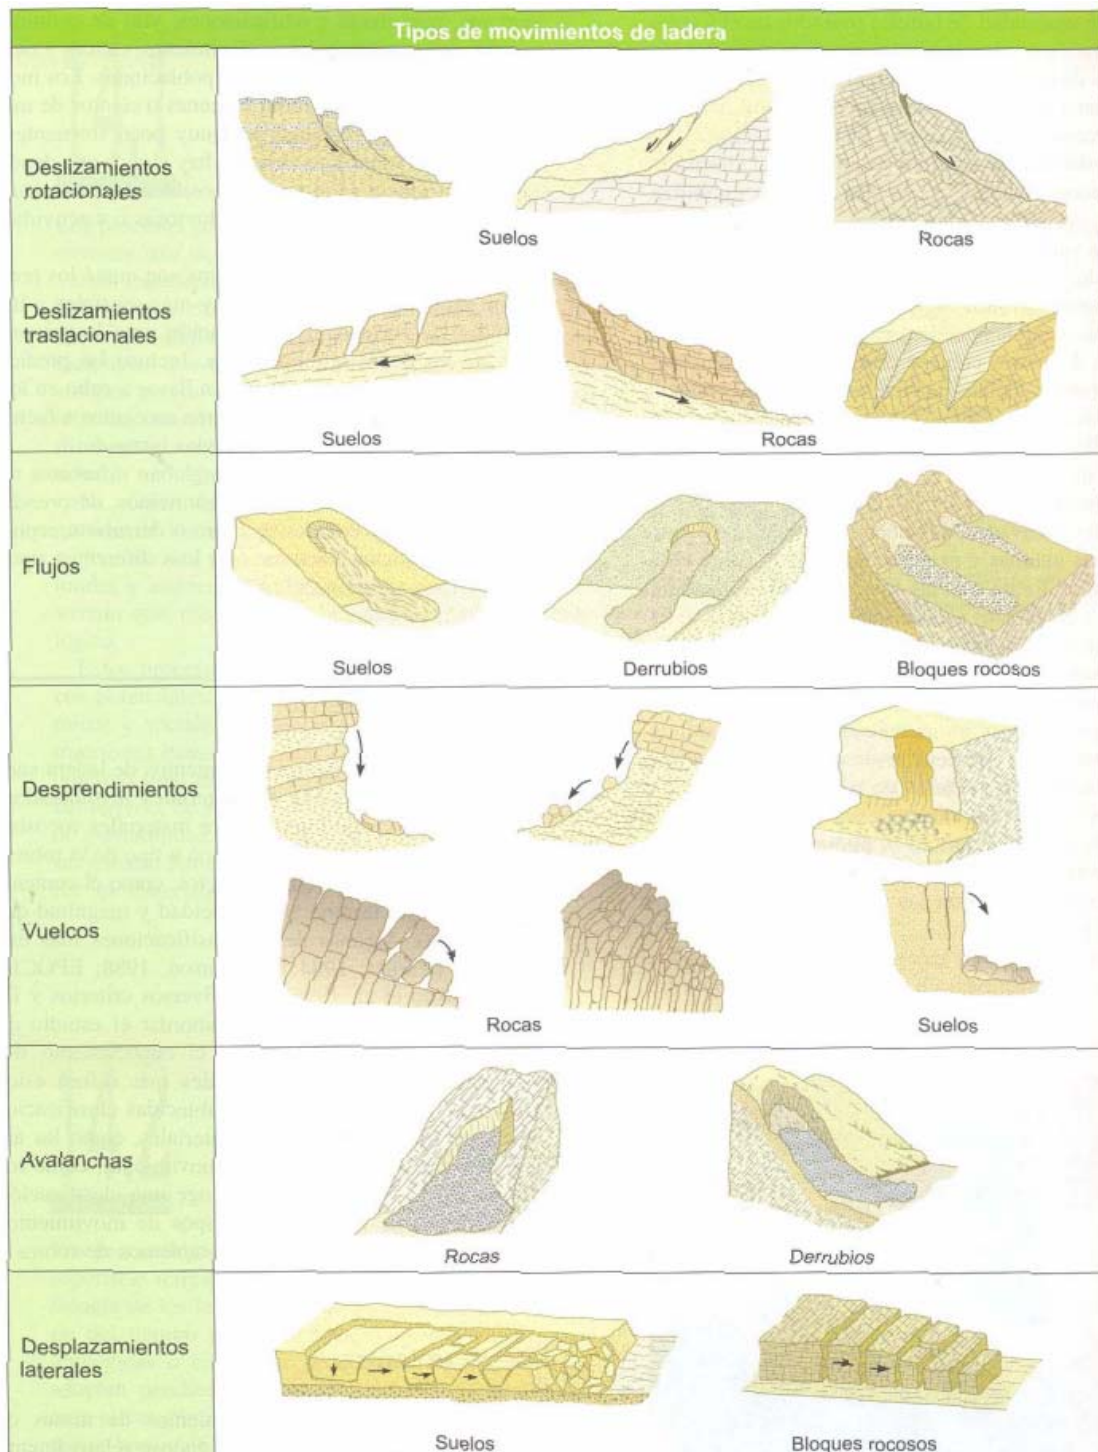 Tipos de movimientos de ladera
Deslizamientos
rotacionales
Suelos
Rocas
Deslizamientos
traslacionales
Suelos
Rocas
Flujos
Suelos
Derrubios
Bloques rocosos
Desprendimientos
Vuelcos
Rocas
Suelos
Avalanchas
Rocas
Derrubios
Desplazamientos
laterales
Suelos
Bloques rocosos